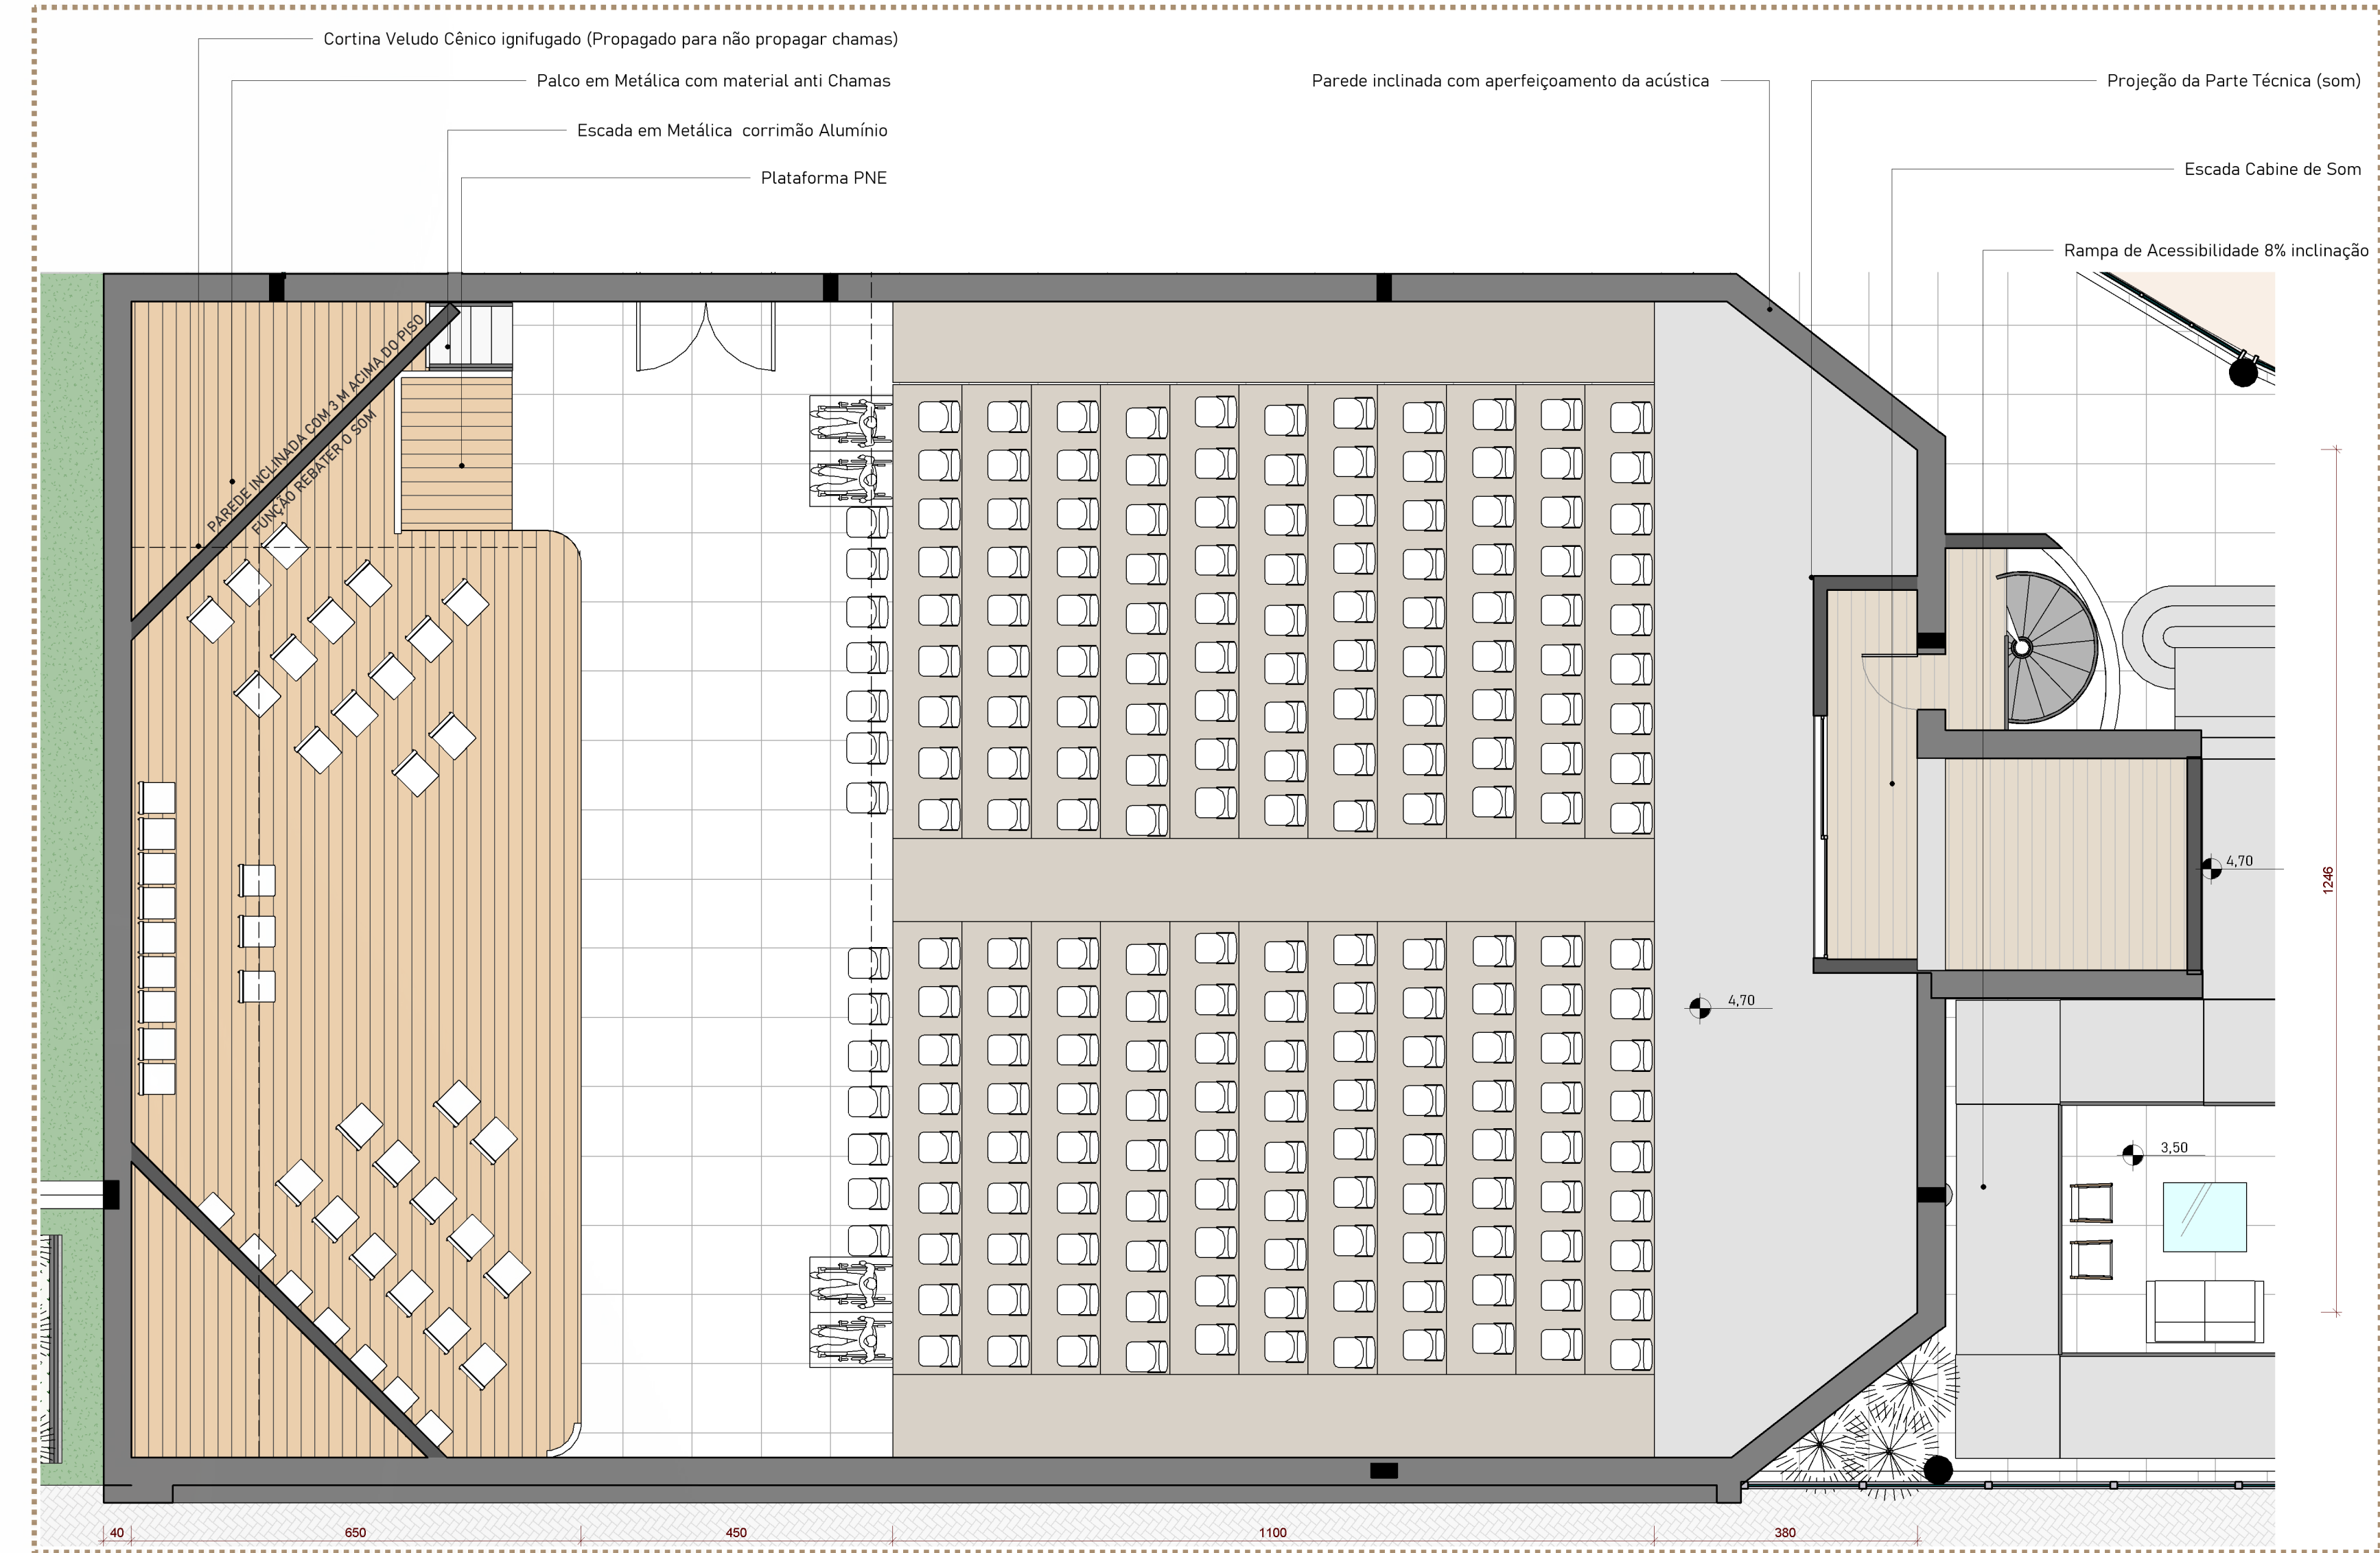 Cortina Veludo Cênico ignifugado (Propagado para não propagar chamas)
Palco em Metálica com material anti Chamas
Parede inclinada com aperfeiçoamento da acústica
Projeção da Parte Técnica (som)
Escada em Metálica  corrimão Alumínio
Escada Cabine de Som
Plataforma PNE
Rampa de Acessibilidade 8% inclinação
PAREDE INCLINADA COM 3 M ACIMA DO PISO
FUNÇÃO REBATER O SOM
4,70
1246
4,70
3,50
40
650
450
1100
380